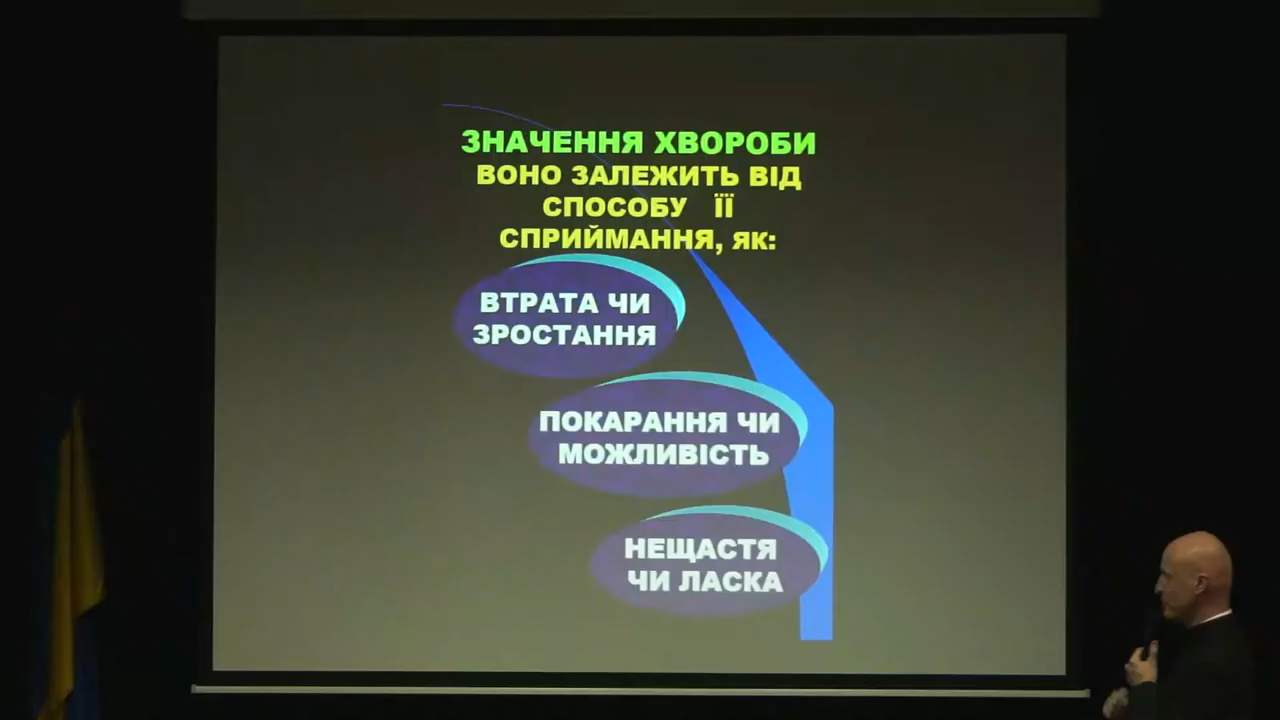 ЗНАЧЕННЯ ХВОРОБИ
ВОНО ЗАЛЕЖИТЬ ВІД
СПОСОБУ ЇЇ
СПРИЙМАННЯ, ЯК:
ВТРАТА ЧИ
ЗРОСТАННЯ
ПОКАРАННЯ ЧИ
МОЖЛИВІСТЬ
НЕЩАСТЯ
ЧИ ЛАСКА